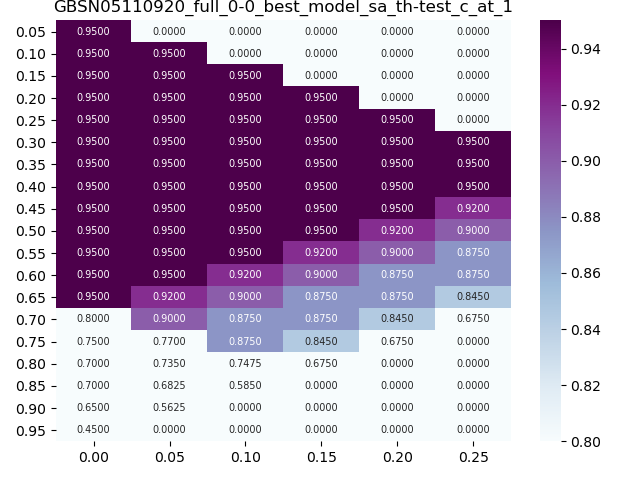 GBSN05110920_full_0-0_best_model_sa_th-test_c_at_1
0.05 0.9500 0.0000 0.0000 0.0000 0.0000 0.0000
0.10 0.9500 0.9500 0.0000 0.0000 0.0000 0.0000
0.15 0.9500 0.9500 0.9500 0.0000 0.0000 0.0000
0.20 0.9500 0.9500 0.9500 0.9500 0.0000 0.0000
0.25 0.9500 0.9500 0.9500 0.9500 0.9500 0.0000
0.30 0.9500 0.9500 0.9500 0.9500 0.9500 0.9500
0.35 0.9500 0.9500 0.9500 0.9500 0.9500 0.9500
0.40 0.9500 0.9500 0.9500 0.9500 0.9500 0.9500
0.45 0.9500 0.9500 0.9500 0.9500 0.9500 0.9200
0.50 0.9500 0.9500 0.9500 0.9500 0.9200 0.9000
0.55 0.9500 0.9500 0.9500 0.9200 0.9000 0.8750
0.60 0.9500 0.9500 0.9200 0.9000 0.8750 0.8750
0.65 0.9500 0.9200 0.9000 0.8750 0.8750 0.8450
0.70 0.8000 0.9000 0.8750 0.8750 0.8450 0.6750
0.75 0.7500 0.7700 0.8750 0.8450 0.6750 0.0000
0.80 0.7000 0.7350 0.7475 0.6750 0.0000 0.0000
0.85 0.7000 0.6825 0.5850 0.0000 0.0000 0.0000
0.90 0.6500 0.5625 0.0000 0.0000 0.0000 0.0000
0.95 0.4500 0.0000 0.0000 0.0000 0.0000 0.0000
0.00 0.05 0.10 0.15 0.20 0.25
0.94
0.92
0.90
0.88
0.86
0.84
0.82
0.80